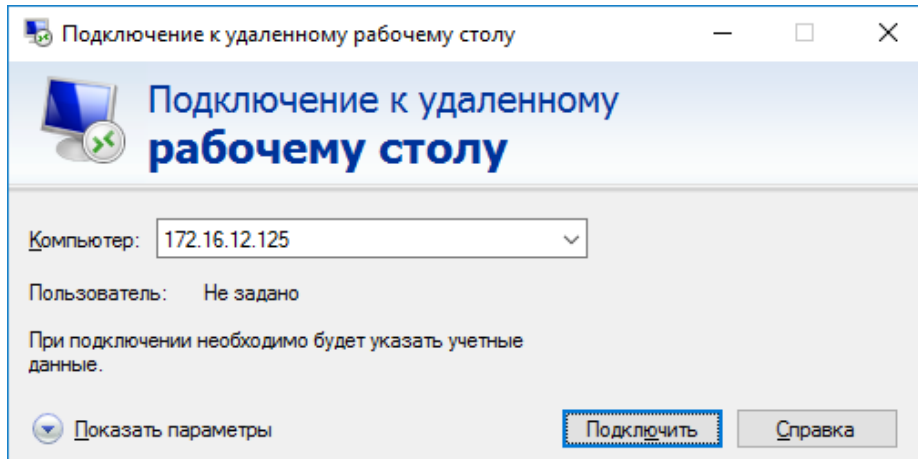 Подключение к удаленному рабочему столу
Подключение к удаленному
рабочему столу
Компьютер: 172.16.12.125
Пользователь: Не задано
При подключении необходимо будет указать учетные
данные.
Показать параметры Подключить Справка